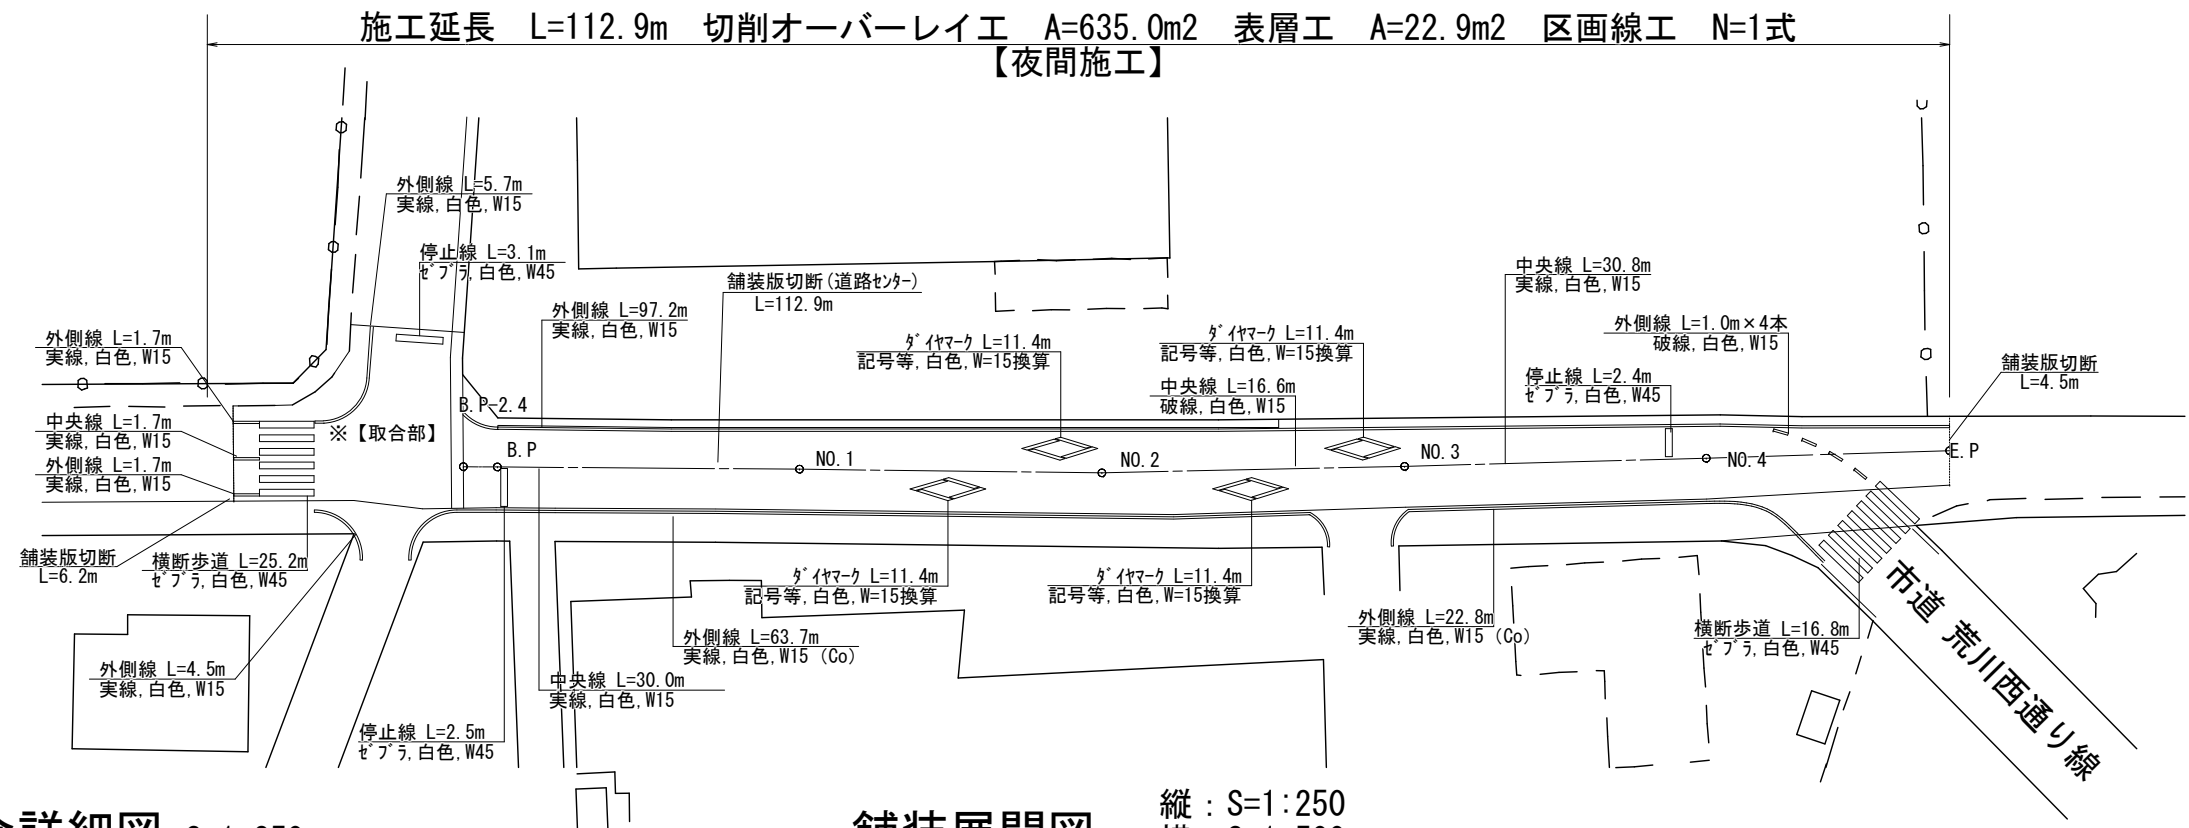 施工延長　L=112.9m　切削オーバーレイ工　A=635.0m2　表層工　A=22.9m2　区画線工　N=1式
【夜間施工】
外側線 L=5.7m
実線,白色,W15
停止線 L=3.1m
ｾﾞﾌﾞﾗ,白色,W45
舗装版切断(道路ｾﾝﾀｰ)
L=112.9m
中央線 L=30.8m
実線,白色,W15
外側線 L=97.2m
実線,白色,W15
外側線 L=1.7m
実線,白色,W15
ﾀﾞｲﾔﾏｰｸ L=11.4m
記号等,白色,W=15換算
ﾀﾞｲﾔﾏｰｸ L=11.4m
記号等,白色,W=15換算
外側線 L=1.0m×4本
破線,白色,W15
舗装版切断
L=4.5m
中央線 L=16.6m
破線,白色,W15
停止線 L=2.4m
ｾﾞﾌﾞﾗ,白色,W45
B.P-2.4
中央線 L=1.7m
実線,白色,W15
※【取合部】
外側線 L=1.7m
実線,白色,W15
B.P
NO.1
NO.2
NO.3
NO.4
E.P
舗装版切断
L=6.2m
横断歩道 L=25.2m
ｾﾞﾌﾞﾗ,白色,W45
ﾀﾞｲﾔﾏｰｸ L=11.4m
記号等,白色,W=15換算
ﾀﾞｲﾔﾏｰｸ L=11.4m
記号等,白色,W=15換算
外側線 L=22.8m
実線,白色,W15 (Co)
横断歩道 L=16.8m
ｾﾞﾌﾞﾗ,白色,W45
市道 荒川西通り線
外側線 L=63.7m
実線,白色,W15 (Co)
外側線 L=4.5m
実線,白色,W15
中央線 L=30.0m
実線,白色,W15
停止線 L=2.5m
ｾﾞﾌﾞﾗ,白色,W45
詳細図
舗装展開図
縦：S=1:250